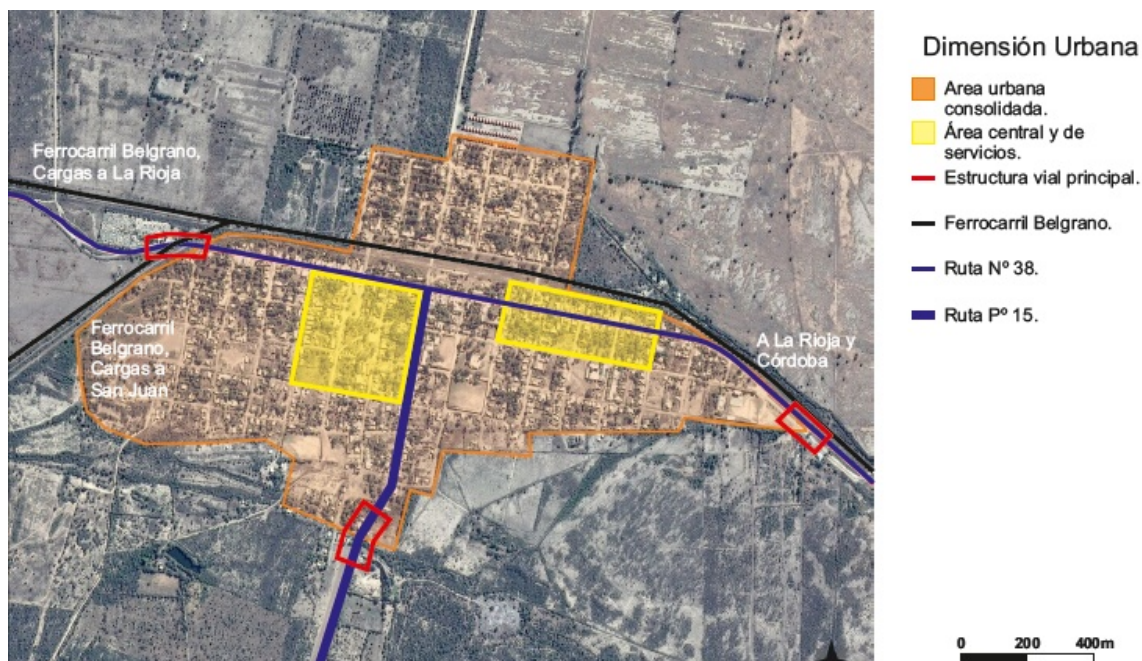 Dimensión Urbana
Area urbana
consolidada.
Área central y de
servicios.
Estructura vial principal.
Ferrocarril Belgrano.
Ruta Nº 38.
Ruta Pº 15.
Ferrocarril Belgrano,
Cargas a La Rioja
Ferrocarril
Belgrano,
Cargas a
San Juan
A La Rioja y
Córdoba
0 200 400m